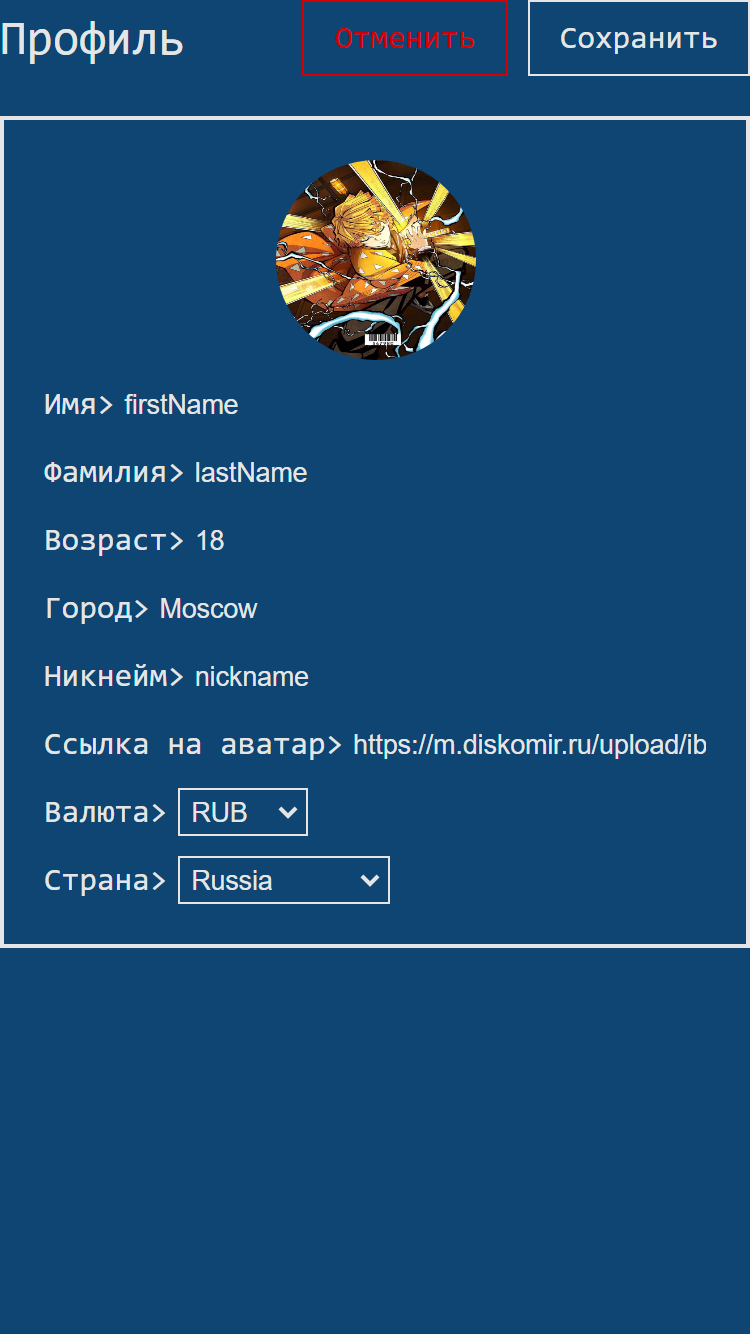 Профиль
Отменить
Сохранить
Имя> firstName
Фамилия> lastName
Возраст> 18
Город> Moscow
Никнейм> nickname
Ссылка на аватар> https://m.diskomir.ru/upload/ib
Валюта> RUB
Страна> Russia